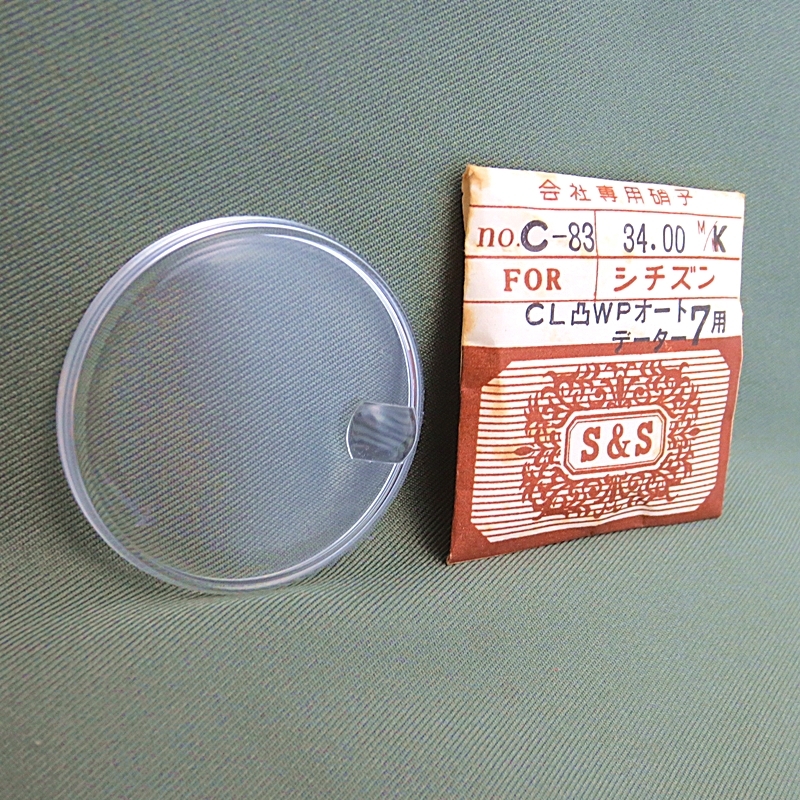 会社専用硝子
no.C-83 34.00 M/K
FOR シチズン
CL凸WPオート
データー7用
S&S